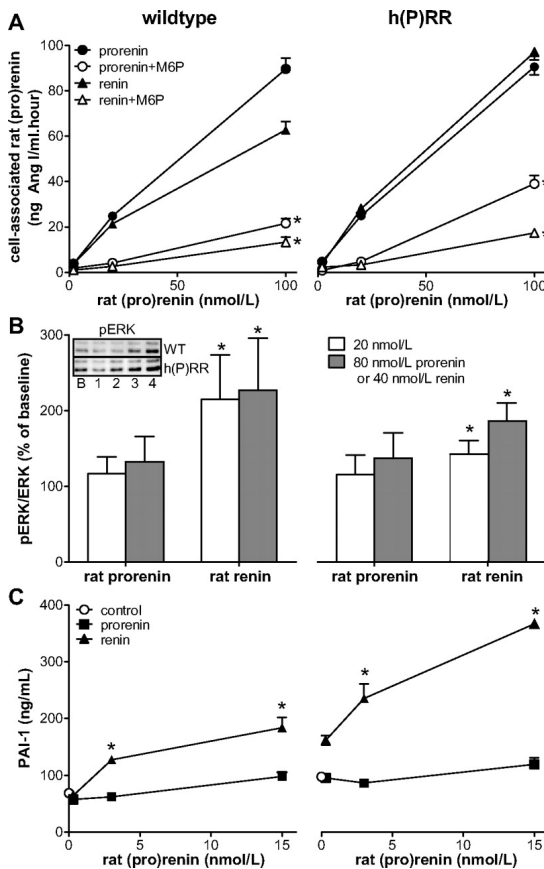 wildtype
h(P)RR
A
cell-associated rat (pro)renin
(ng Ang I/ml.hour)
100
80
60
40
20
0
prorenin
prorenin+M6P
renin
renin+M6P
*
*
*
*
0 50 100
0 50 100
rat (pro)renin (nmol/L)
rat (pro)renin (nmol/L)
B
pERK/ERK (% of baseline)
300
200
100
0
pERK
WT
h(P)RR
B 1 2 3 4
* *
20 nmol/L
80 nmol/L prorenin
or 40 nmol/L renin
* *
rat prorenin rat renin
rat prorenin rat renin
C
PAI-1 (ng/mL)
400
300
200
100
0
control
prorenin
renin
*
*
*
*
0 5 10 15
0 5 10 15
rat (pro)renin (nmol/L)
rat (pro)renin (nmol/L)